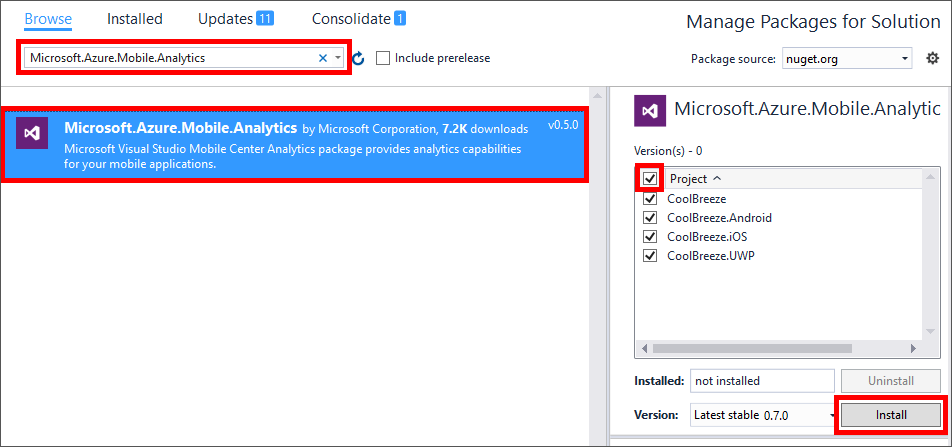 Browse Installed Updates 11 Consolidate 1 Manage Packages for Solution
Microsoft.Azure.Mobile.Analytics Include prerelease Package source: nuget.org
Microsoft.Azure.Mobile.Analytics by Microsoft Corporation, 7.2K downloads v0.5.0
Microsoft Visual Studio Mobile Center Analytics package provides analytics capabilities
for your mobile applications.
Microsoft.Azure.Mobile.Analytic
Version(s) - 0
Project
CoolBreeze
CoolBreeze.Android
CoolBreeze.iOS
CoolBreeze.UWP
Installed: not installed Uninstall
Version: Latest stable 0.7.0 Install